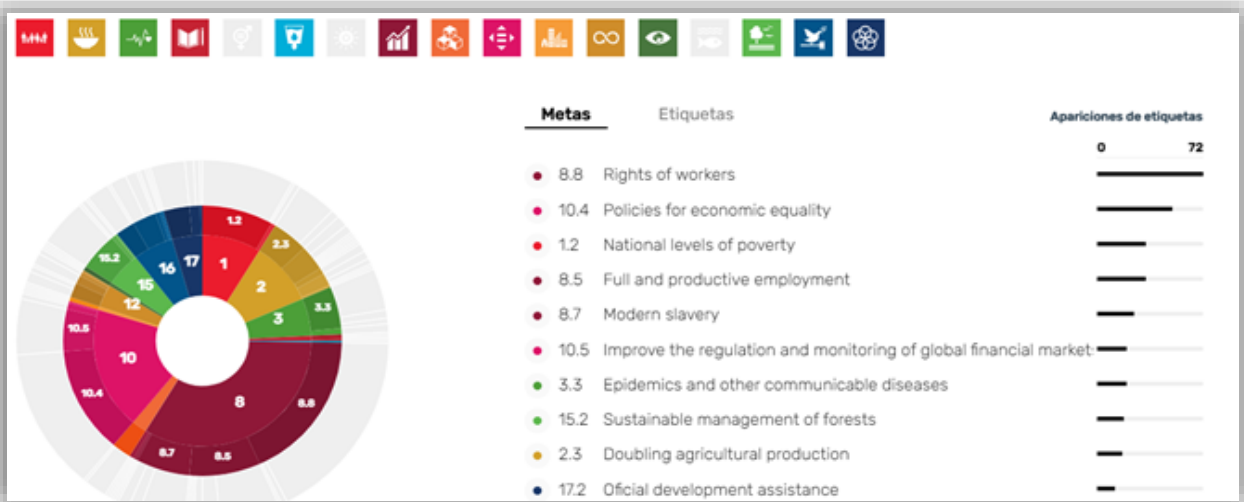 Metas Etiquetas Apariciones de etiquetas
0 72
8.8 Rights of workers
10.4 Policies for economic equality
1.2 National levels of poverty
8.5 Full and productive employment
8.7 Modern slavery
10.5 Improve the regulation and monitoring of global financial market
3.3 Epidemics and other communicable diseases
15.2 Sustainable management of forests
2.3 Doubling agricultural production
17.2 Oficial development assistance
1.2
2.3
3.3
8.8
8.5
8.7
10.4
10.5
15.2
1
2
3
8
10
12
15
16
17